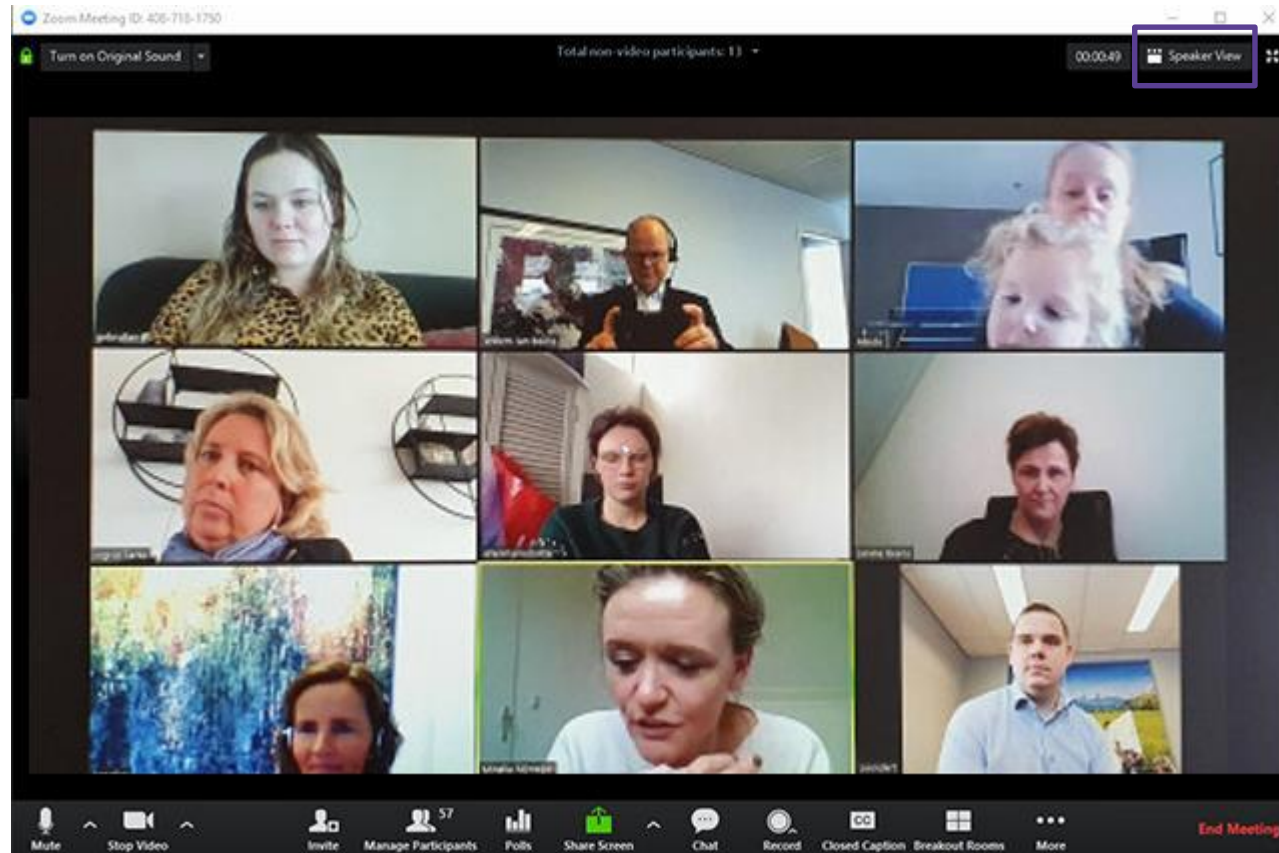 Zoom Meeting ID: 408-718-1750
Turn on Original Sound
Total non-video participants: 13
00:00:49
Speaker View
57
Mute
Stop Video
Invite
Manage Participants
Polls
Share Screen
Chat
Record
CC
Closed Caption
Breakout Rooms
More
End Meeting